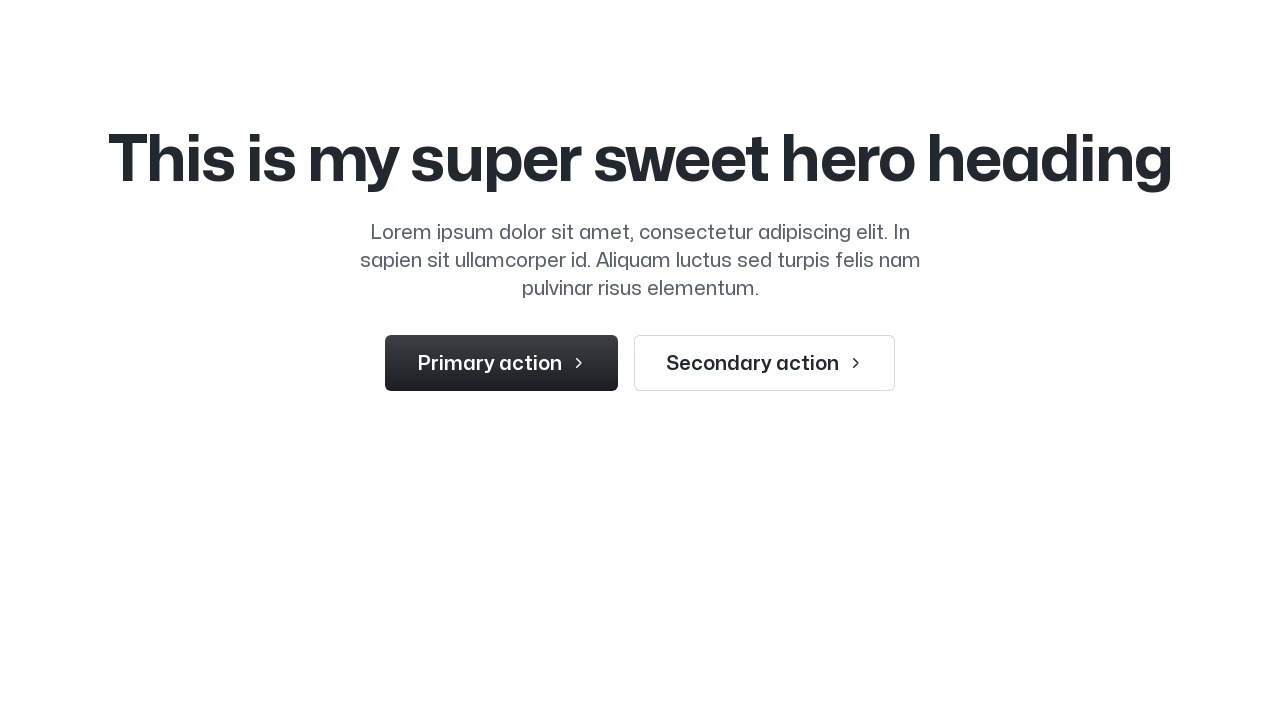 This is my super sweet hero heading
Lorem ipsum dolor sit amet, consectetur adipiscing elit. In
sapien sit ullamcorper id. Aliquam luctus sed turpis felis nam
pulvinar risus elementum.
Primary action
Secondary action